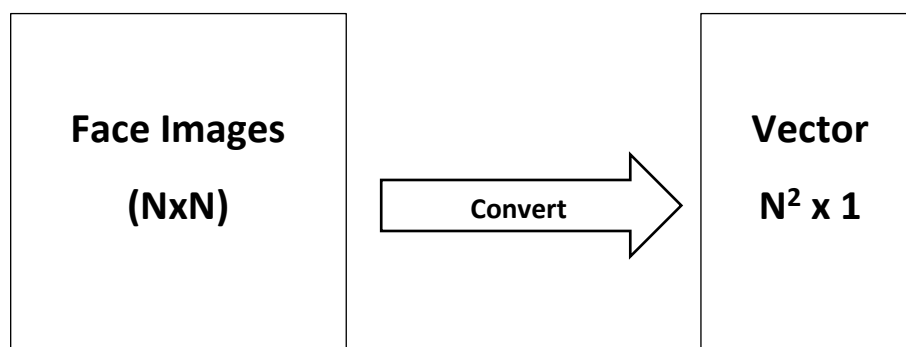 Face Images
(NxN)
Convert
Vector
N² x 1